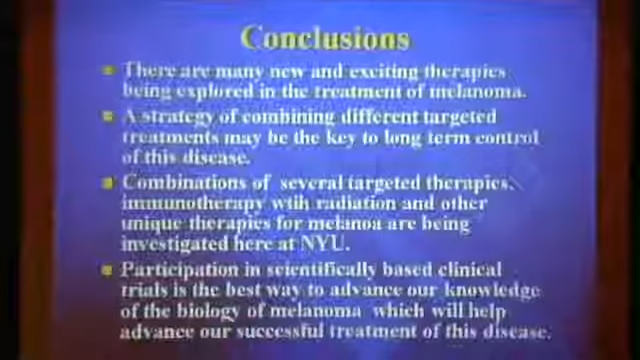 Conclusions
There are many new and exciting therapies
being explored in the treatment of melanoma.
A strategy of combining different targeted
treatments may be the key to long term control
of this disease.
Combinations of several targeted therapies,
immunotherapy wtih radiation and other
unique therapies for melanoa are being
investigated here at NYU.
Participation in scientifically based clinical
trials is the best way to advance our knowledge
of the biology of melanoma which will help
advance our successful treatment of this disease.